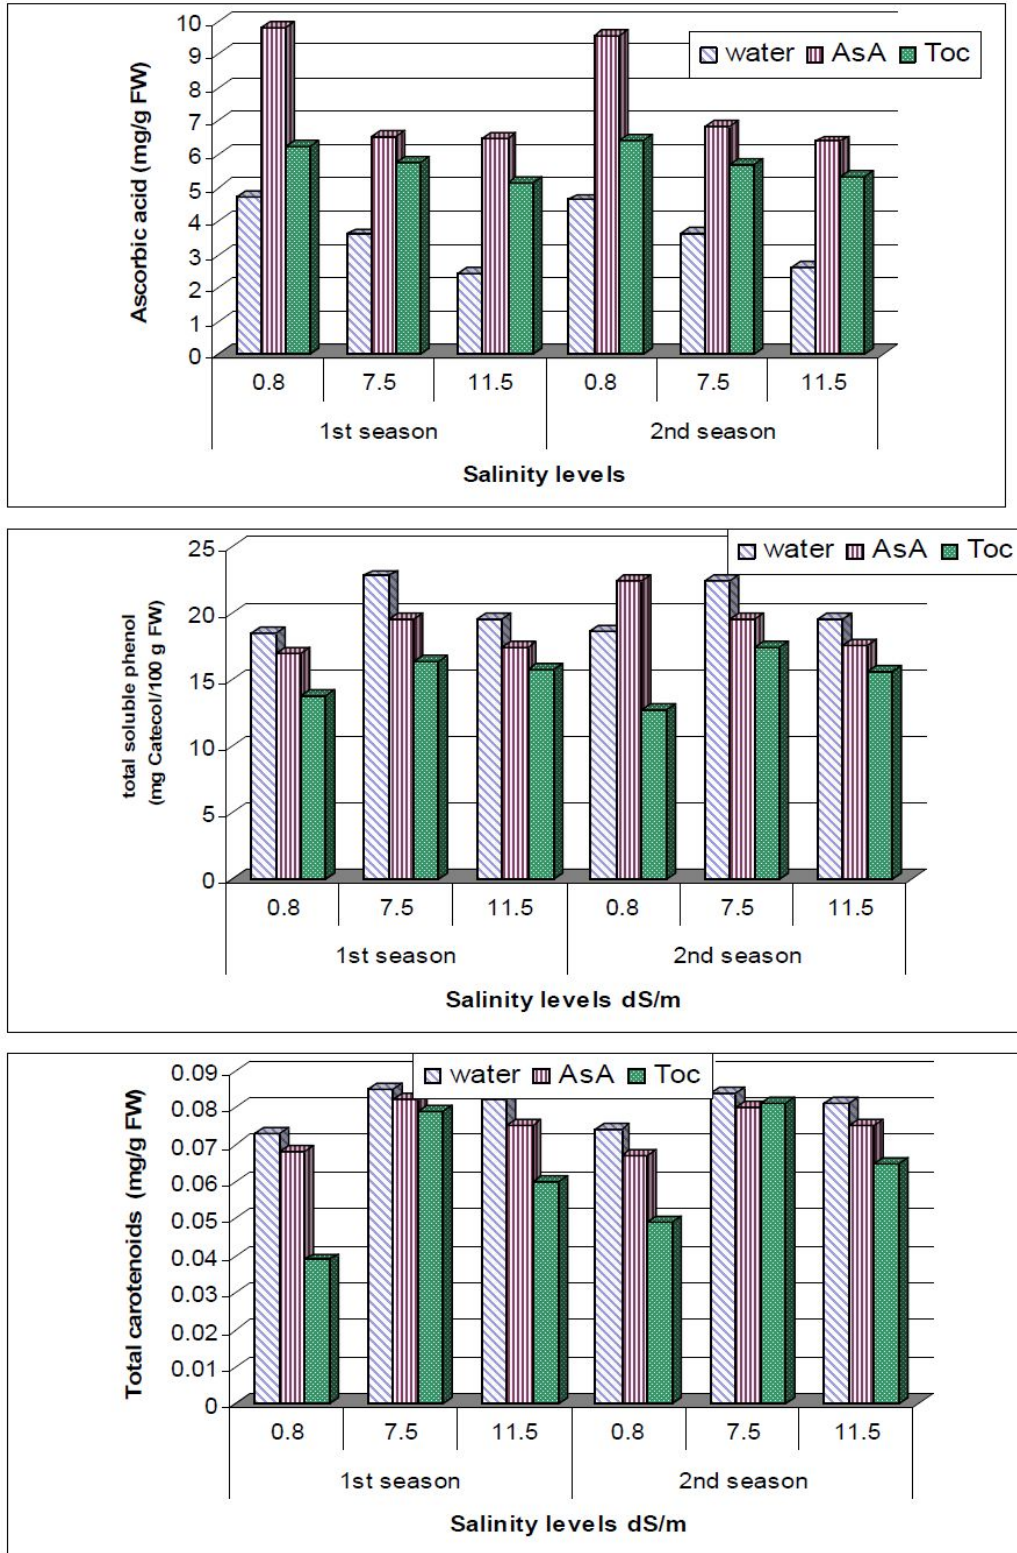 Ascorbic acid (mg/g FW)
10
9
8
7
6
5
4
3
2
1
0
water AsA Toc
0.8 7.5 11.5 0.8 7.5 11.5
1st season 2nd season
Salinity levels
total soluble phenol
(mg Catecol/100 g FW)
25
20
15
10
5
0
water AsA Toc
0.8 7.5 11.5 0.8 7.5 11.5
1st season 2nd season
Salinity levels dS/m
Total carotenoids (mg/g FW)
0.09
0.08
0.07
0.06
0.05
0.04
0.03
0.02
0.01
0
water AsA Toc
0.8 7.5 11.5 0.8 7.5 11.5
1st season 2nd season
Salinity levels dS/m